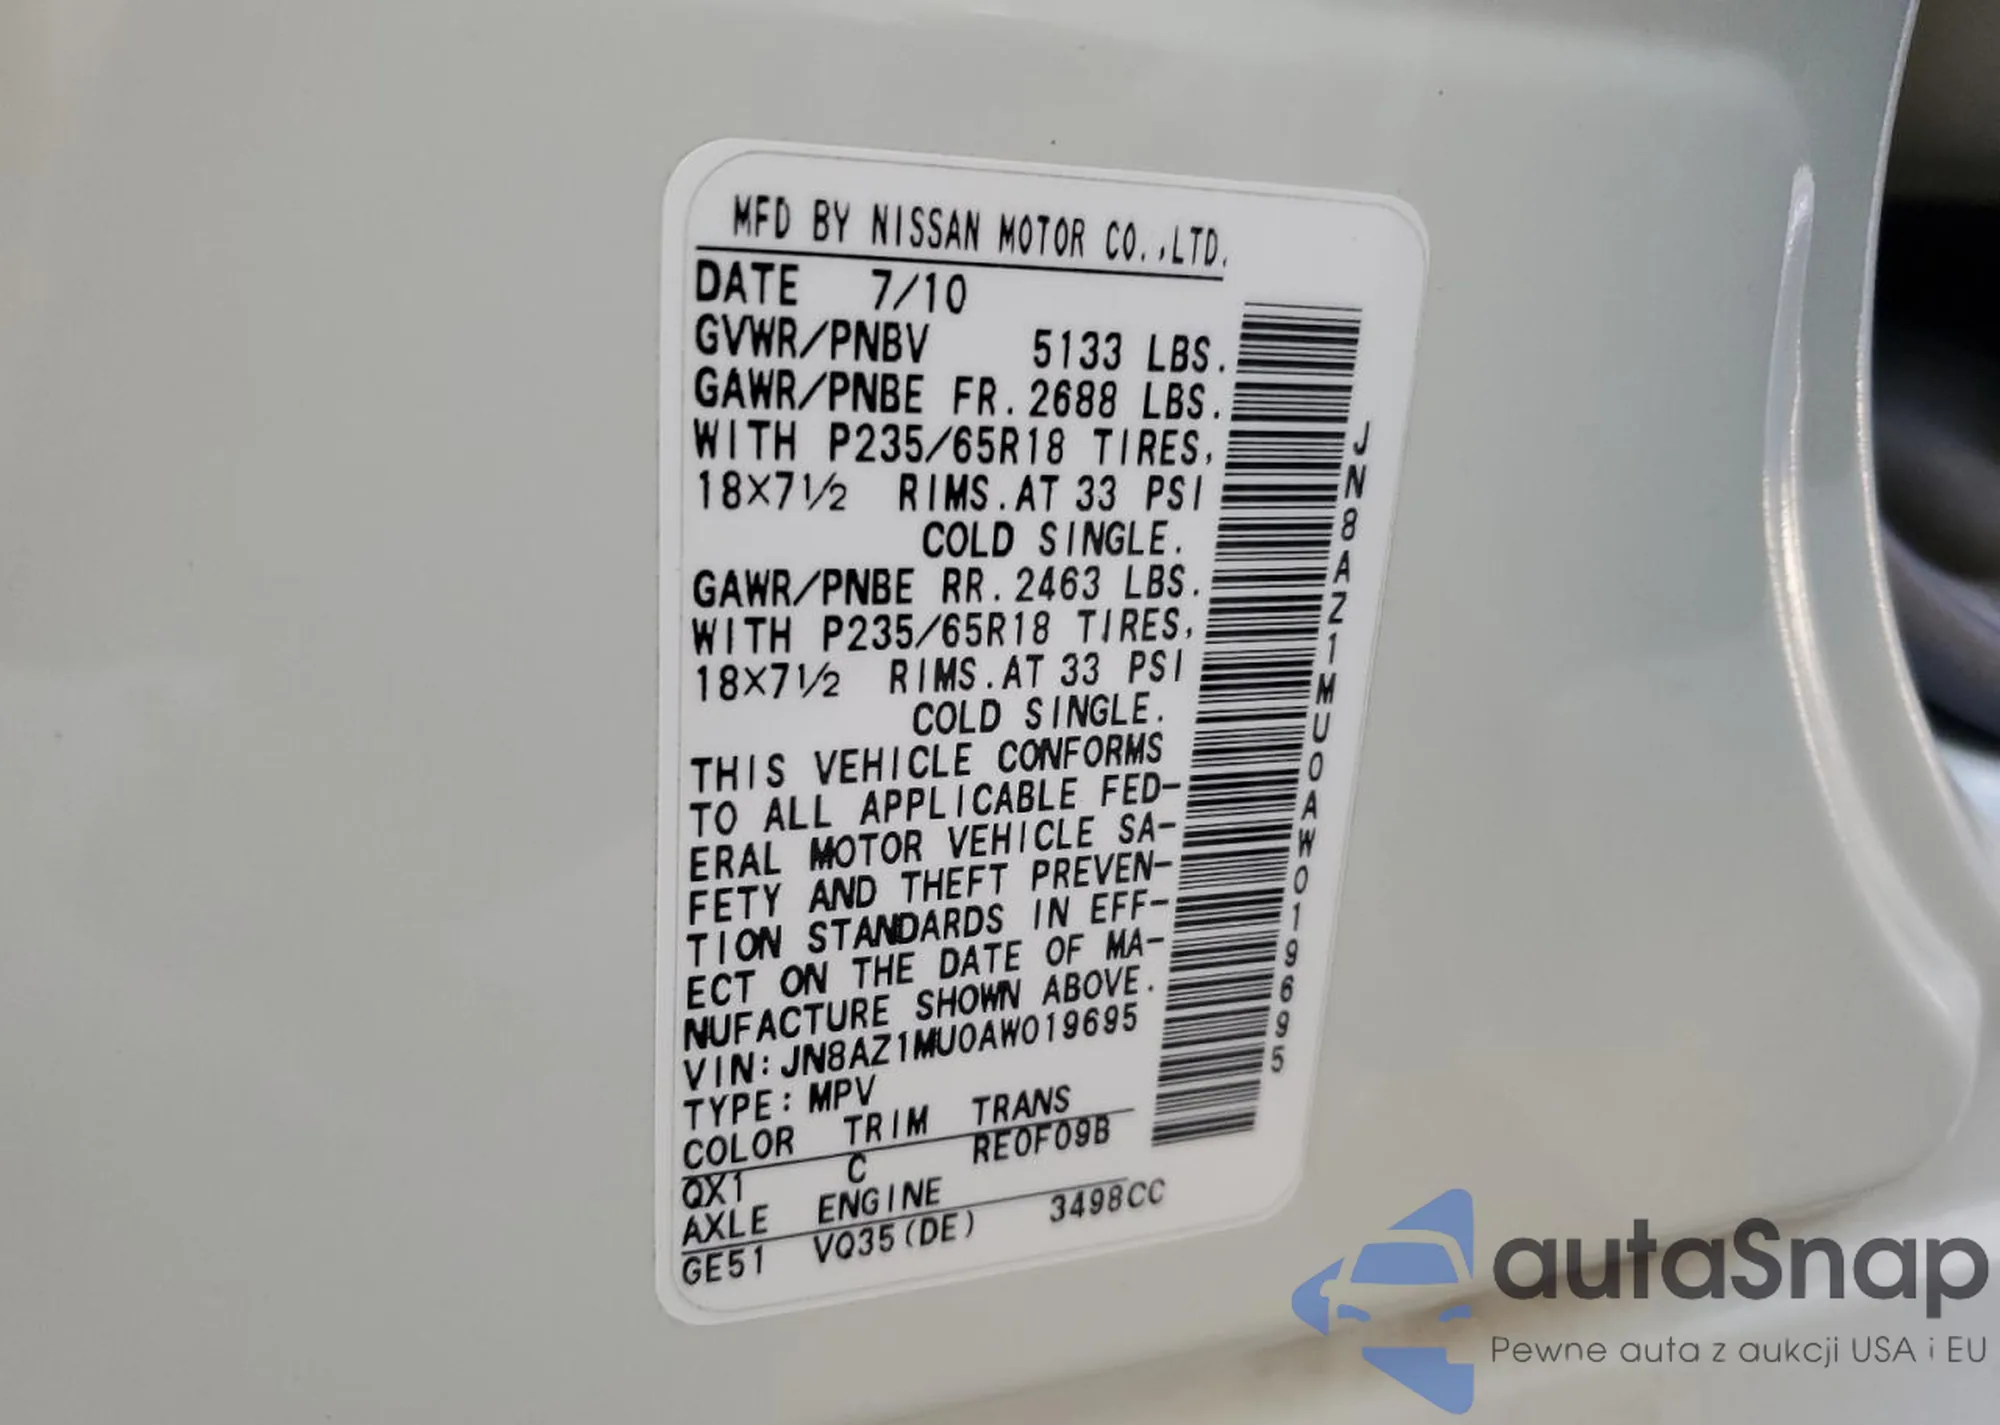 MFD BY NISSAN MOTOR CO.,LTD.
DATE 7/10
GVWR/PNBV 5133 LBS.
GAWR/PNBE FR. 2688 LBS.
WITH P235/65R18 TIRES,
18×7½ RIMS. AT 33 PSI
COLD SINGLE.
GAWR/PNBE RR. 2463 LBS.
WITH P235/65R18 TIRES,
18×7½ RIMS. AT 33 PSI
COLD SINGLE.
THIS VEHICLE CONFORMS
TO ALL APPLICABLE FED-
ERAL MOTOR VEHICLE SA-
FETY AND THEFT PREVEN-
TION STANDARDS IN EFF-
ECT ON THE DATE OF MA-
NUFACTURE SHOWN ABOVE.
VIN: JN8AZ1MU0AW019695
TYPE: MPV
COLOR TRIM TRANS
QX1 C RE0F09B
AXLE ENGINE
GE51 VQ35(DE) 3498CC
JN8AZ1MU0AW019695
autaSnap
Pewne auta z aukcji USA i EU